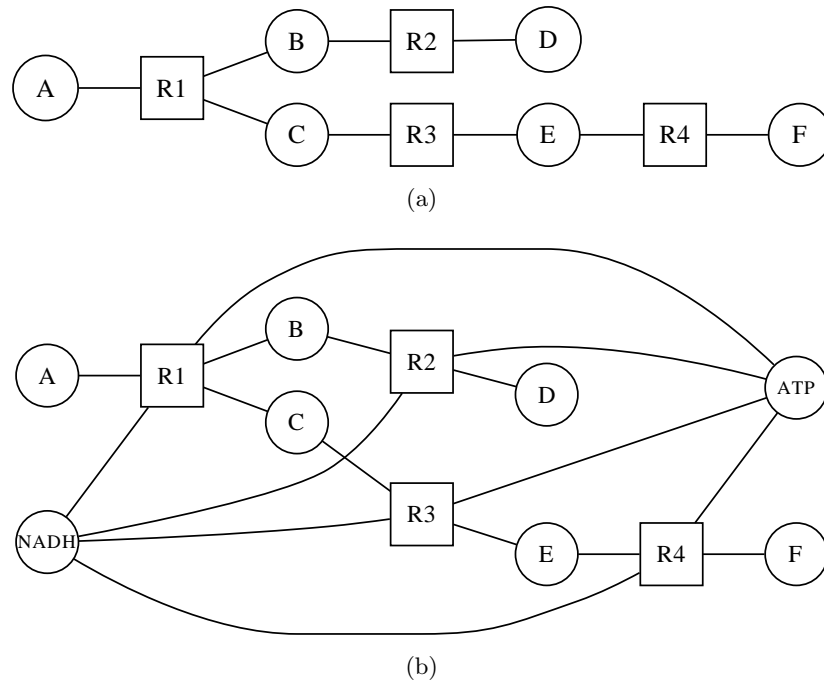 B R2 D
A R1
C R3 E R4 F
(a)
B
A R1 R2
D ATP
C
R3
NADH
E R4 F
(b)